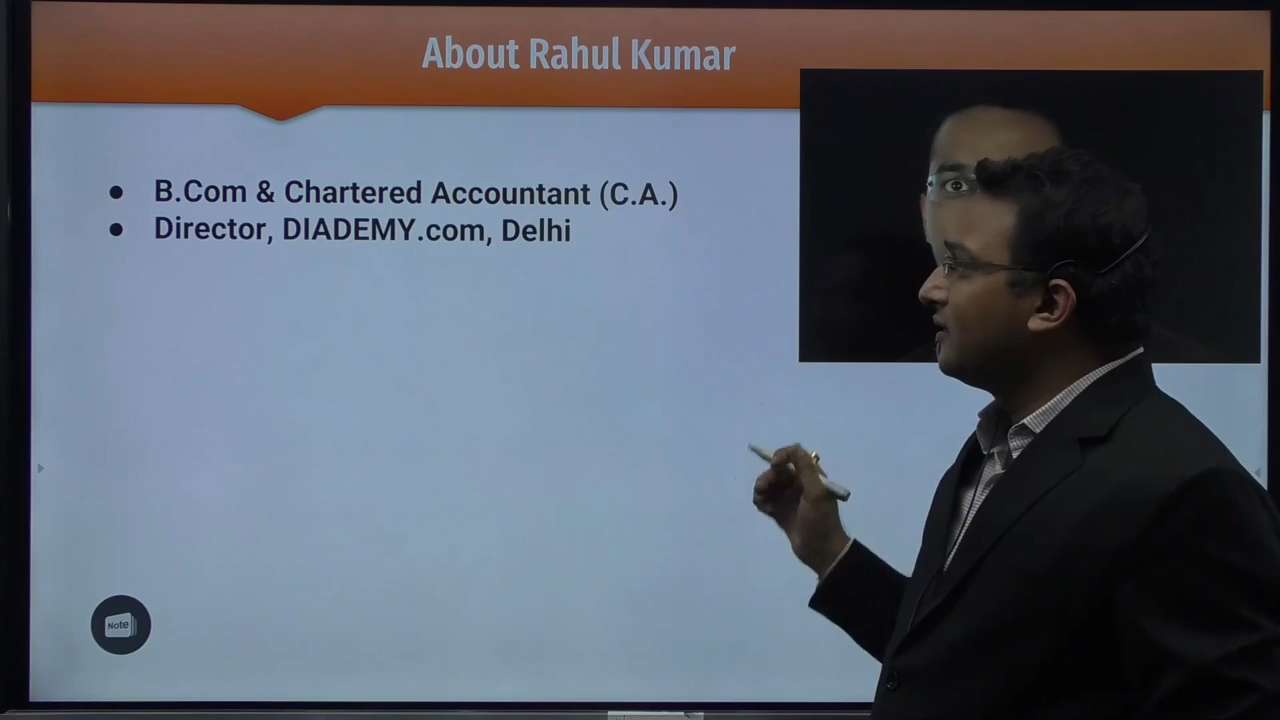 About Rahul Kumar
● B.Com & Chartered Accountant (C.A.)
● Director, DIADEMY.com, Delhi
Note